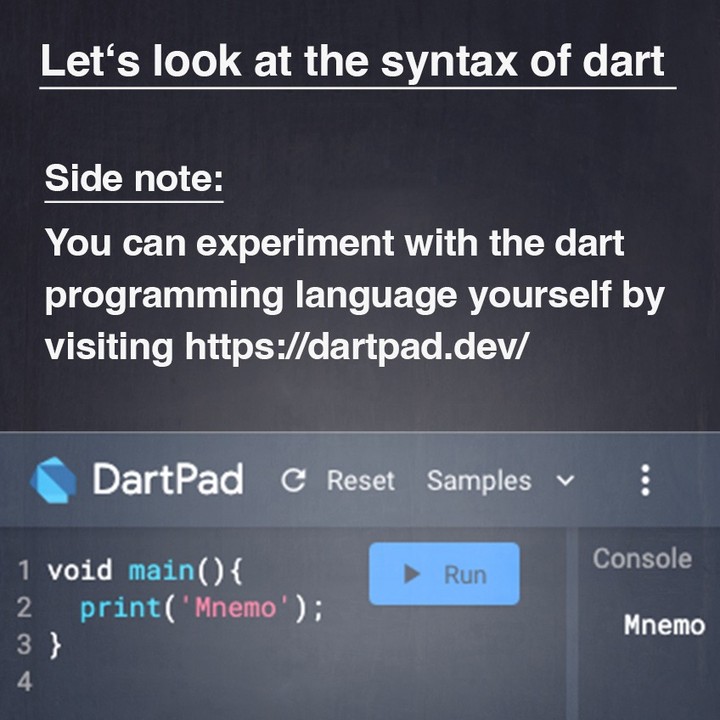 Let‘s look at the syntax of dart
Side note:
You can experiment with the dart
programming language yourself by
visiting https://dartpad.dev/
DartPad Reset Samples
1 void main(){
2 print('Mnemo');
3 }
4
Run
Console
Mnemo